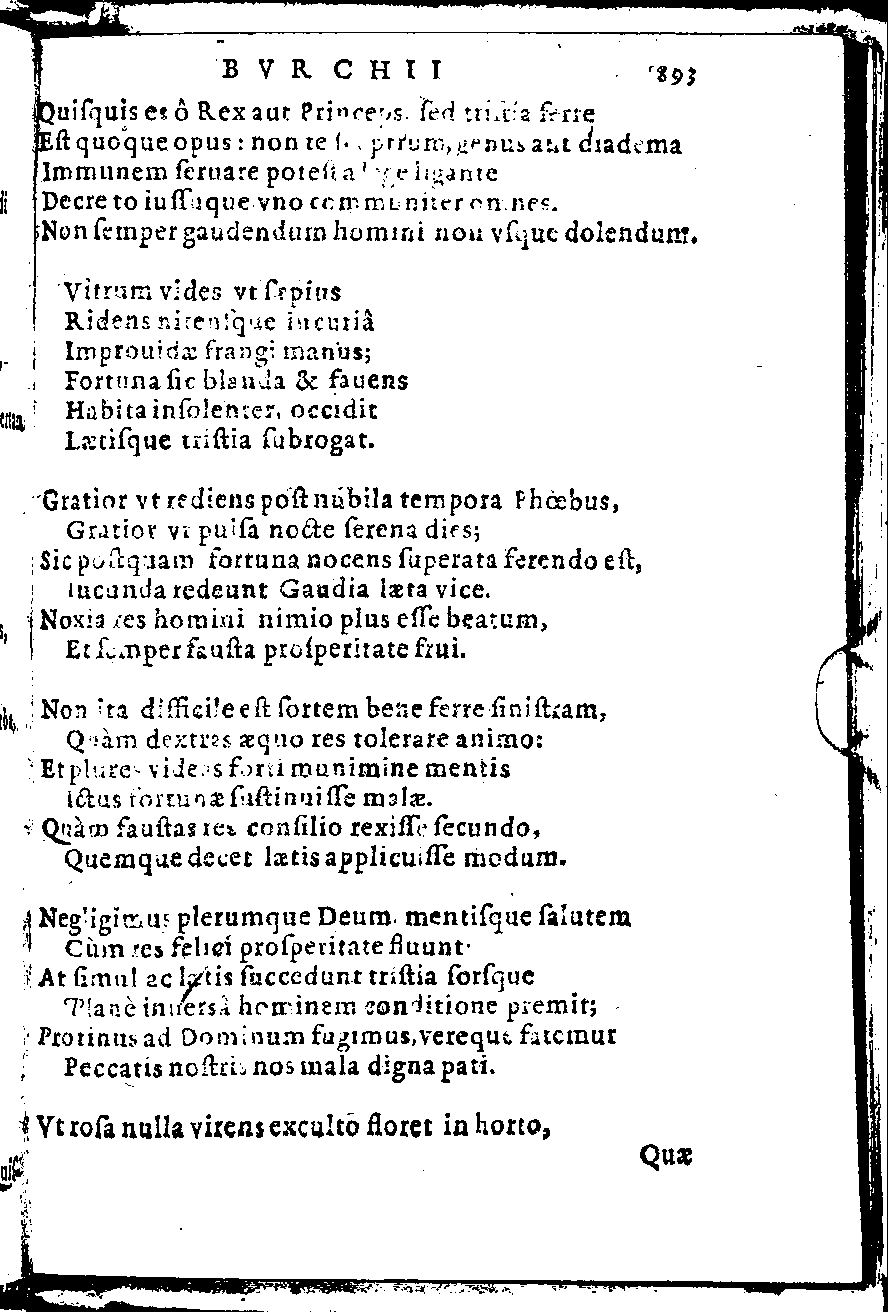 BVRCHII 893
Quiſquis es ô Rex aut Princeps. ſed triſtia ferre
Eſt quoque opus: non te ſceptrum, genus aut diadema
Immunem ſeruare poteſt a lege ligante
Decreto iuſſuque vno communiter omnes.
Non ſemper gaudendum homini non vſque dolendum.
Vitrum vides vt ſæpius
Ridens nitenſque incuriâ
Improuidæ frangi manus;
Fortuna ſic blanda & fauens
Habita inſolenter, occidit
Lætiſque triſtia ſubrogat.
Gratior vt rediens poſt nubila tempora Phœbus,
Gratior vt pulſa nocte ſerena dies;
Sic poſtquam fortuna nocens ſuperata ferendo eſt,
Iucunda redeunt Gaudia læta vice.
Noxia res homini nimio plus eſſe beatum,
Et ſemper fauſta proſperitate frui.
Non ita difficile eſt ſortem bene ferre ſiniſtram,
Quàm dextras æquo res tolerare animo:
Et plures videas forti munimine mentis
Ictus fortunæ ſuſtinuiſſe malæ.
Quàm fauſtas res conſilio rexiſſe ſecundo,
Quemque decet lætis applicuiſſe modum.
Negligimus plerumque Deum, mentiſque ſalutem
Cùm res felici proſperitate fluunt.
At ſimul ac lætis ſuccedunt triſtia ſorſque
Planè inuersâ hominem conditione premit;
Protinus ad Dominum fugimus, vereque fatemur
Peccatis noſtris nos mala digna pati.
Vt roſa nulla virens exculto floret in horto,
Quæ